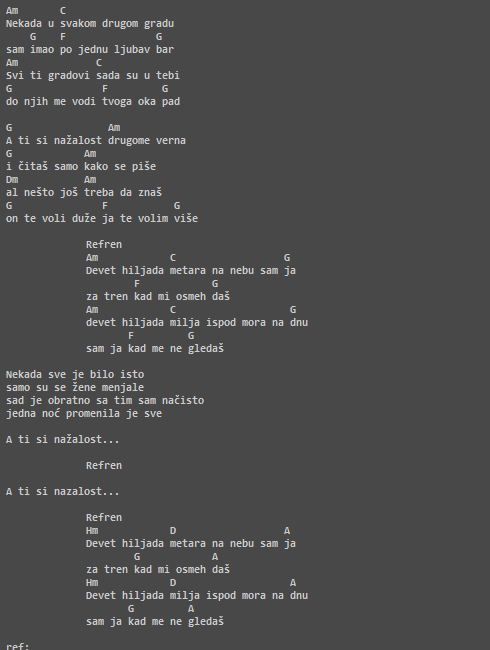 Am       C
Nekada u svakom drugom gradu
    G    F               G
sam imao po jednu ljubav bar
Am             C
Svi ti gradovi sada su u tebi
G               F         G
do njih me vodi tvoga oka pad

G                Am
A ti si nažalost drugome verna
G            Am
i čitaš samo kako se piše
Dm           Am
al nešto još treba da znaš
G               F           G
on te voli duže ja te volim više

Refren
Am            C                  G
Devet hiljada metara na nebu sam ja
        F            G
za tren kad mi osmeh daš
Am            C                   G
devet hiljada milja ispod mora na dnu
       F         G
sam ja kad me ne gledaš

Nekada sve je bilo isto
samo su se žene menjale
sad je obratno sa tim sam načisto
jedna noć promenila je sve

A ti si nažalost...

Refren

A ti si nazalost...

Refren
Hm            D                  A
Devet hiljada metara na nebu sam ja
        G            A
za tren kad mi osmeh daš
Hm            D                   A
Devet hiljada milja ispod mora na dnu
       G         A
sam ja kad me ne gledaš

ref: